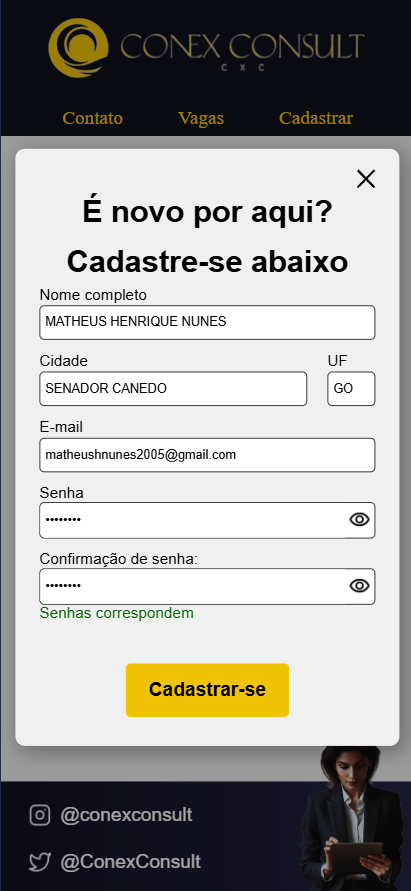 CONEX CONSULT
C X C
Contato Vagas Cadastrar
É novo por aqui?
Cadastre-se abaixo
Nome completo
MATHEUS HENRIQUE NUNES
Cidade UF
SENADOR CANEDO GO
E-mail
matheushnunes2005@gmail.com
Senha
••••••••
Confirmação de senha:
••••••••
Senhas correspondem
Cadastrar-se
@conexconsult
@ConexConsult